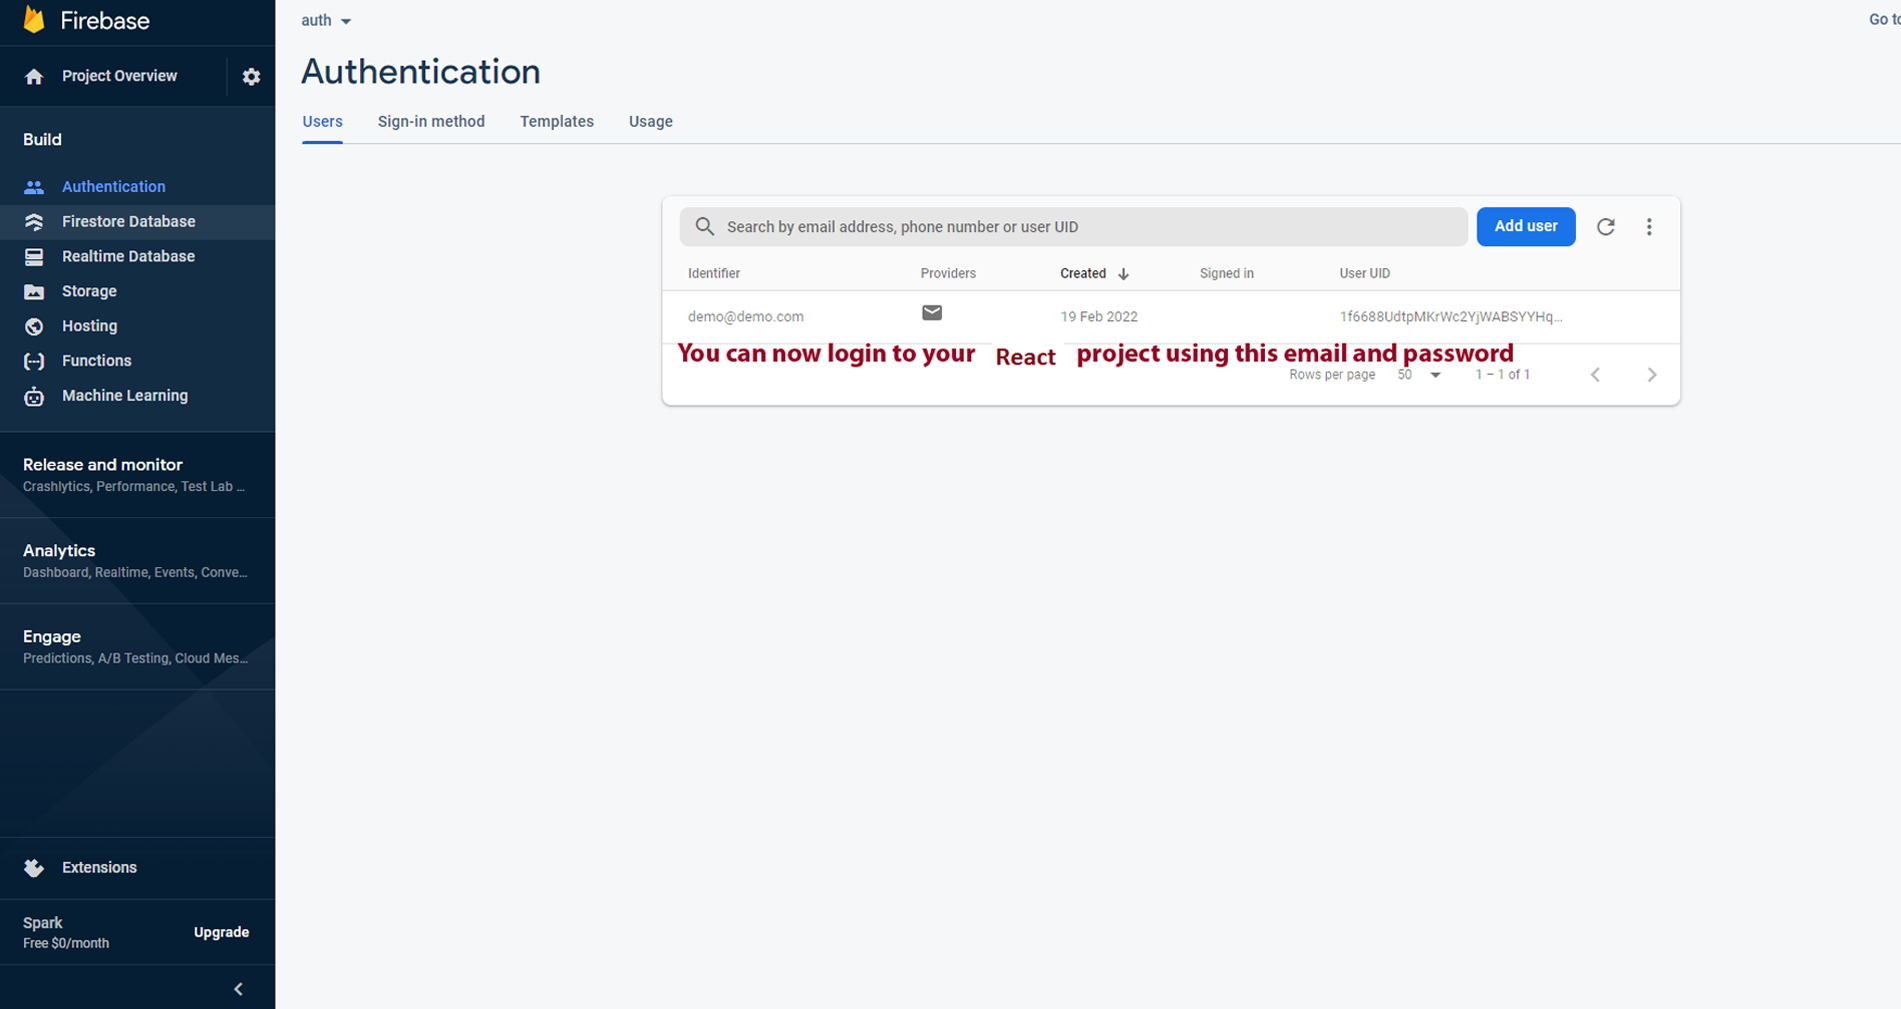 Firebase
Project Overview
Build
Authentication
Firestore Database
Realtime Database
Storage
Hosting
Functions
Machine Learning
Release and monitor
Crashlytics, Performance, Test Lab ...
Analytics
Dashboard, Realtime, Events, Conve...
Engage
Predictions, A/B Testing, Cloud Mes...
Extensions
Spark
Free $0/month
Upgrade
auth
Go to
Authentication
Users Sign-in method Templates Usage
Search by email address, phone number or user UID
Add user
Identifier Providers Created Signed in User UID
demo@demo.com 19 Feb 2022 1f6688UdtpMKrWc2YjWABSYYHq...
You can now login to your React project using this email and password
Rows per page 50 1 – 1 of 1